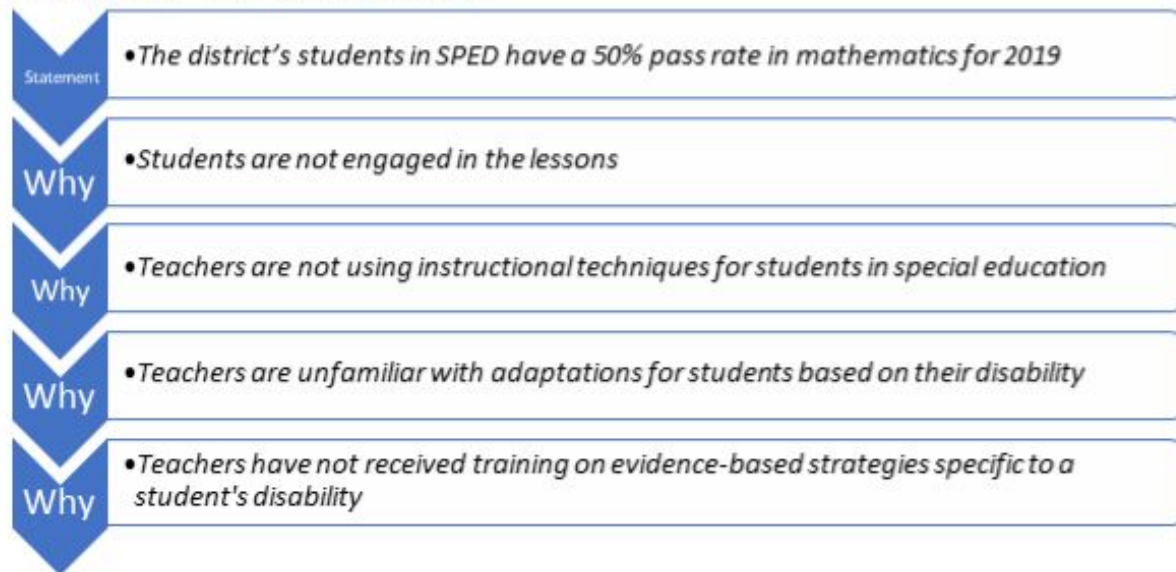 Statement
•The district's students in SPED have a 50% pass rate in mathematics for 2019
Why
•Students are not engaged in the lessons
Why
•Teachers are not using instructional techniques for students in special education
Why
•Teachers are unfamiliar with adaptations for students based on their disability
Why
•Teachers have not received training on evidence-based strategies specific to a
student's disability